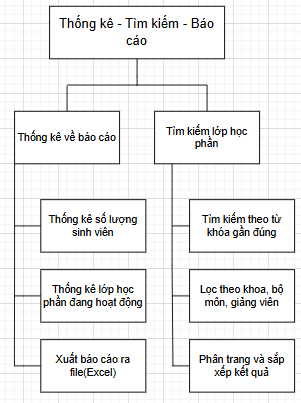 Thống kê - Tìm kiếm - Báo
cáo
Thống kê về báo cáo
Tìm kiếm lớp học
phần
Thống kê số lượng
sinh viên
Tìm kiếm theo từ
khóa gần đúng
Thống kê lớp học
phần đang hoạt động
Lọc theo khoa, bộ
môn, giảng viên
Xuất báo cáo ra
file(Excel)
Phân trang và sắp
xếp kết quả